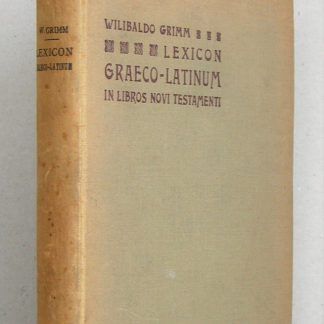 W. GRIMM
LEXICON
GRAECO-LATINUM
WILIBALDO GRIMM
LEXICON
GRAECO-LATINUM
IN LIBROS NOVI TESTAMENTI